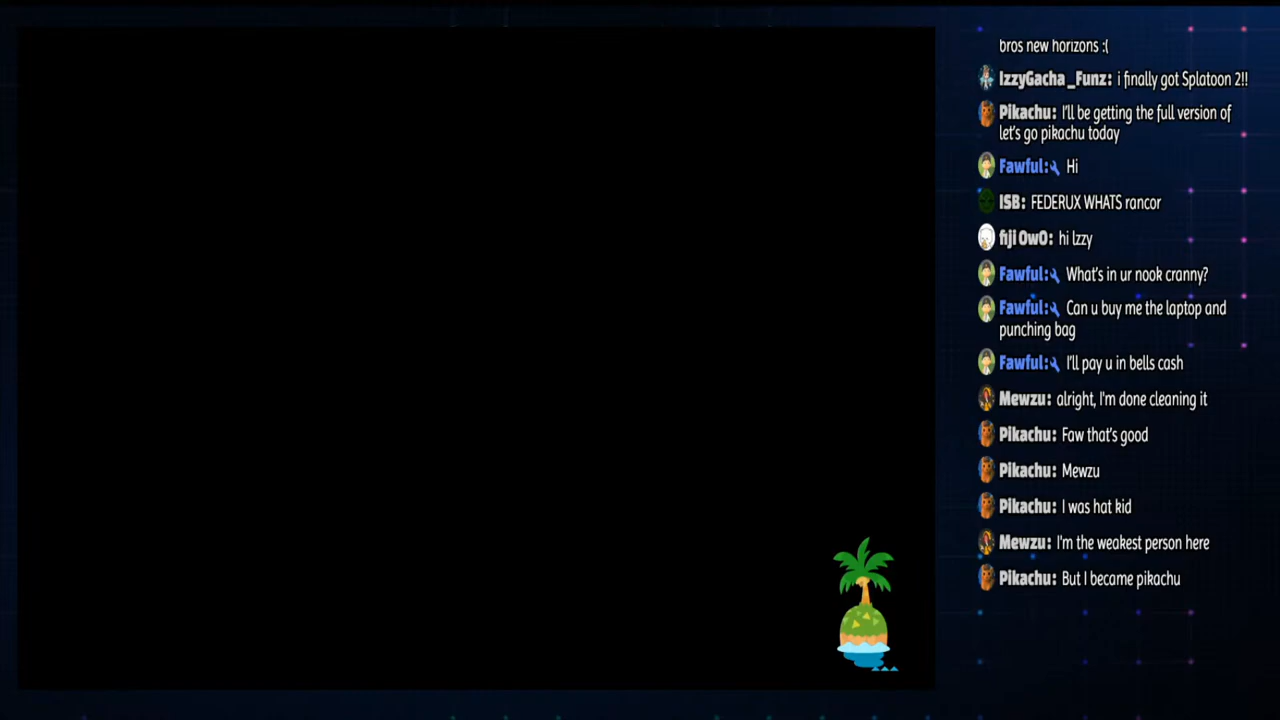 bros new horizons :(
IzzyGacha_Funz: i finally got Splatoon 2!!
Pikachu: I'll be getting the full version of
let's go pikachu today
Fawful: Hi
ISB: FEDERUX WHATS rancor
fiji OwO: hi Izzy
Fawful: What's in ur nook cranny?
Fawful: Can u buy me the laptop and
punching bag
Fawful: I'll pay u in bells cash
Mewzu: alright, I'm done cleaning it
Pikachu: Faw that's good
Pikachu: Mewzu
Pikachu: I was hat kid
Mewzu: I'm the weakest person here
Pikachu: But I became pikachu